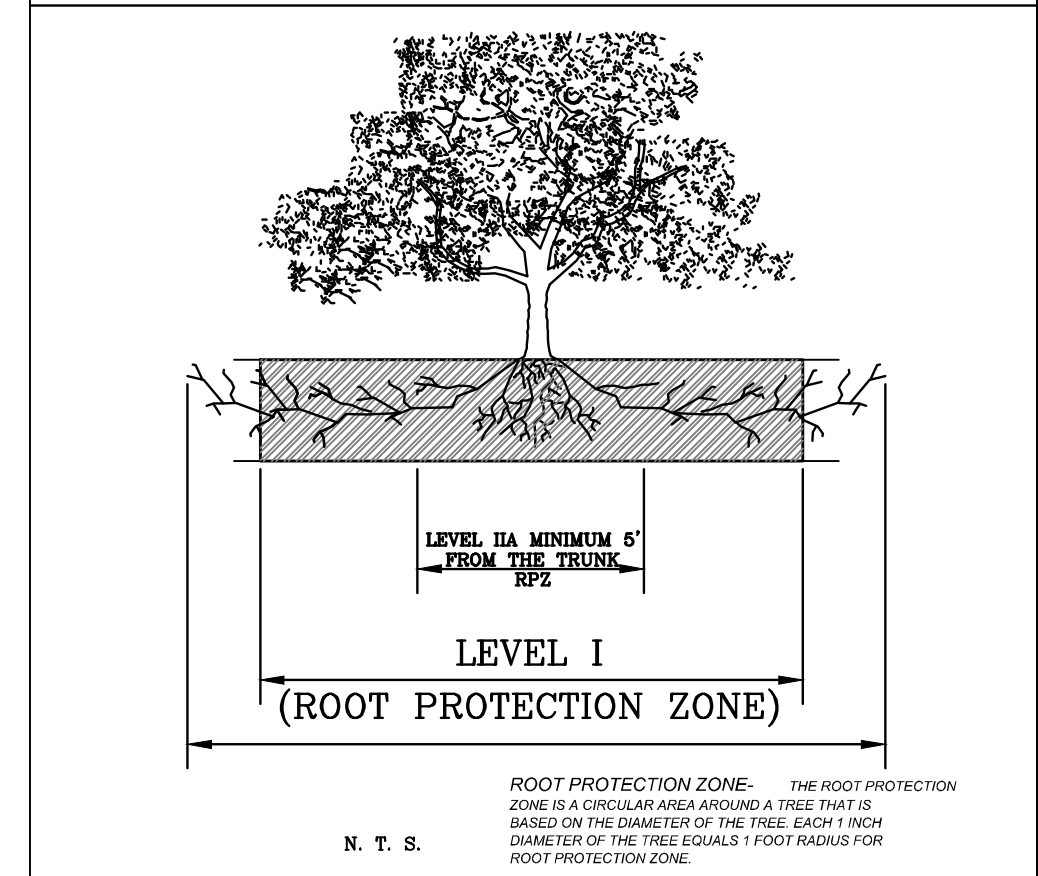 LEVEL IIA MINIMUM 5'
FROM THE TRUNK
RPZ
LEVEL I
(ROOT PROTECTION ZONE)
ROOT PROTECTION ZONE- THE ROOT PROTECTION
ZONE IS A CIRCULAR AREA AROUND A TREE THAT IS
BASED ON THE DIAMETER OF THE TREE. EACH 1 INCH
DIAMETER OF THE TREE EQUALS 1 FOOT RADIUS FOR
ROOT PROTECTION ZONE.
N. T. S.